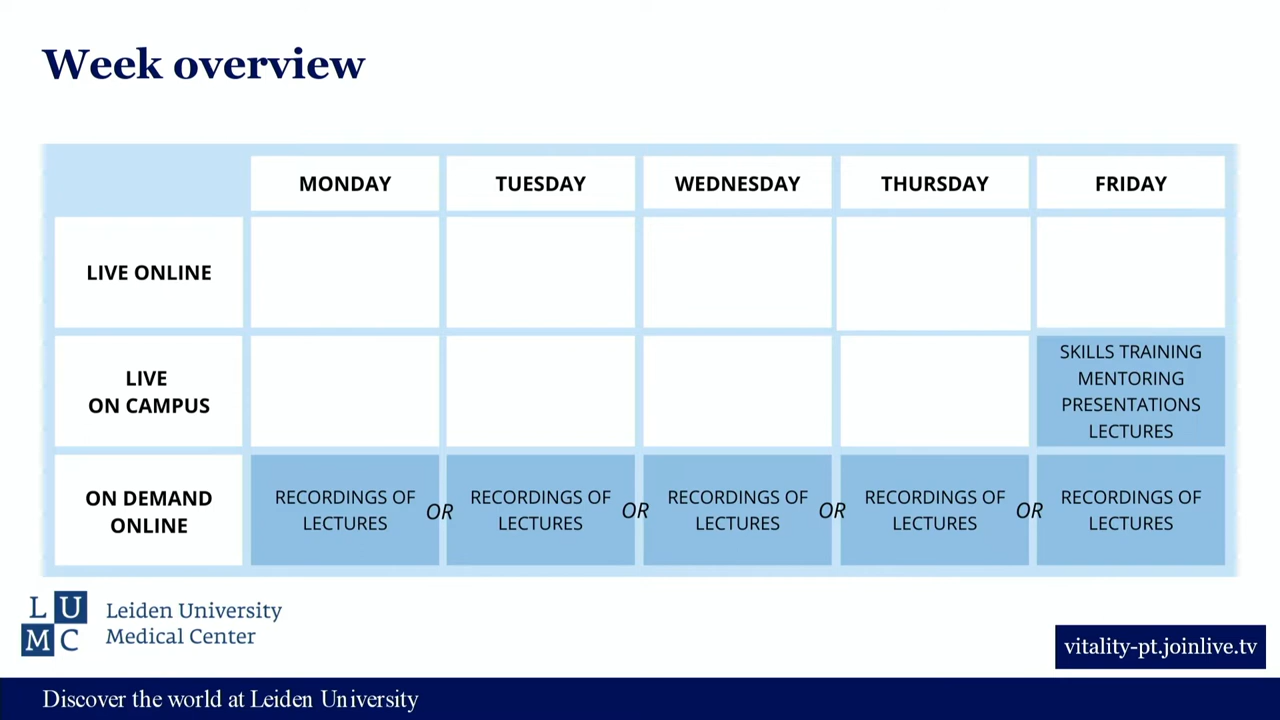 Week overview
MONDAY TUESDAY WEDNESDAY THURSDAY FRIDAY
LIVE ONLINE
LIVE
ON CAMPUS
SKILLS TRAINING
MENTORING
PRESENTATIONS
LECTURES
ON DEMAND
ONLINE
RECORDINGS OF
LECTURES
OR
RECORDINGS OF
LECTURES
OR
RECORDINGS OF
LECTURES
OR
RECORDINGS OF
LECTURES
OR
RECORDINGS OF
LECTURES
LU
MC
Leiden University
Medical Center
vitality-pt.joinlive.tv
Discover the world at Leiden University